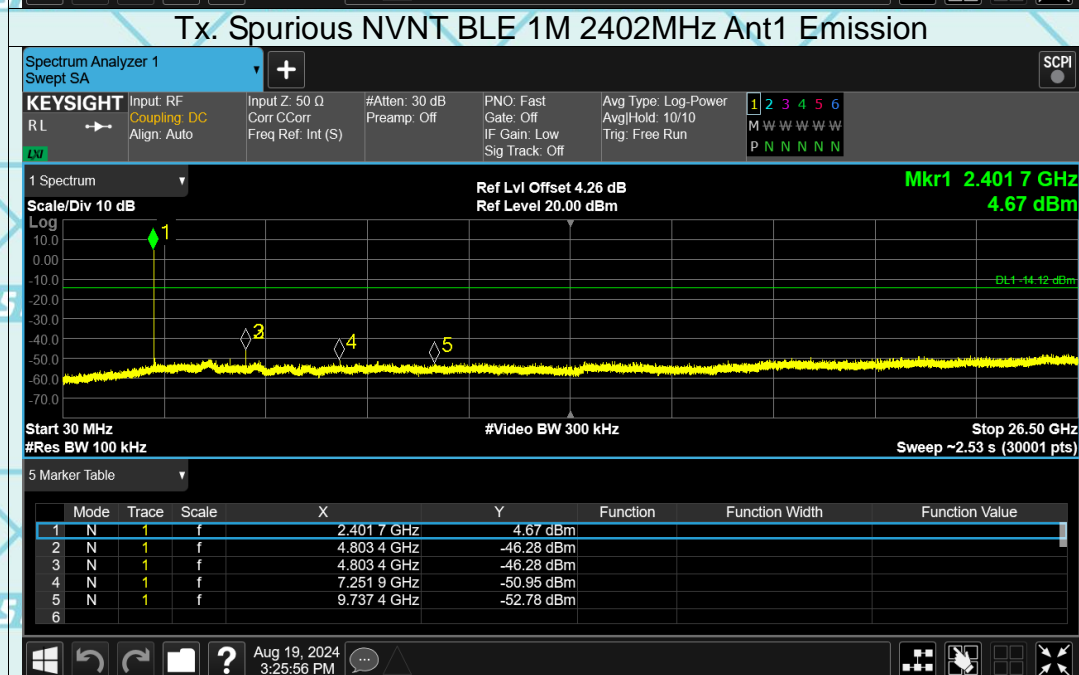 Tx. Spurious NVNT BLE 1M 2402MHz Ant1 Emission
Spectrum Analyzer 1
Swept SA
+
SCPI
KEYSIGHT Input: RF Input Z: 50 Ω #Atten: 30 dB PNO: Fast Avg Type: Log-Power 1 2 3 4 5 6
RL Coupling: DC Corr CCorr Preamp: Off Gate: Off Avg|Hold: 10/10 M W W W W W
Align: Auto Freq Ref: Int (S) IF Gain: Low Trig: Free Run
LXI Sig Track: Off P N N N N N
1 Spectrum Ref Lvl Offset 4.26 dB Mkr1 2.401 7 GHz
Scale/Div 10 dB Ref Level 20.00 dBm 4.67 dBm
Log
1
10.0
0.00
-10.0 DL1 -14.12 dBm
-20.0
-30.0
-40.0 4 5
-50.0
-60.0
-70.0
Start 30 MHz #Video BW 300 kHz Stop 26.50 GHz
#Res BW 100 kHz Sweep ~2.53 s (30001 pts)
5 Marker Table
Mode Trace Scale X Y Function Function Width Function Value
1 N 1 f 2.401 7 GHz 4.67 dBm
2 N 1 f 4.803 4 GHz -46.28 dBm
3 N 1 f 4.803 4 GHz -46.28 dBm
4 N 1 f 7.251 9 GHz -50.95 dBm
5 N 1 f 9.737 4 GHz -52.78 dBm
6
? Aug 19, 2024
3:25:56 PM